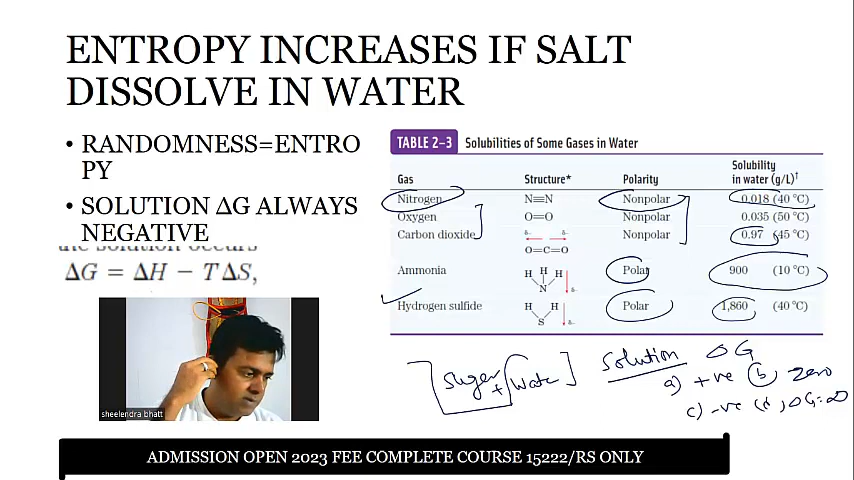 ENTROPY INCREASES IF SALT
DISSOLVE IN WATER
• RANDOMNESS=ENTRO
PY
• SOLUTION ΔG ALWAYS
NEGATIVE
the solution occurs
ΔG = ΔH − TΔS,
TABLE 2–3 Solubilities of Some Gases in Water
Gas Structure* Polarity Solubility
in water (g/L)†
Nitrogen N≡N Nonpolar 0.018 (40 °C)
Oxygen O=O Nonpolar 0.035 (50 °C)
Carbon dioxide Nonpolar 0.97 (45 °C)
δ– δ–
O=C=O
Ammonia Polar 900 (10 °C)
H H H
N δ–
Hydrogen sulfide Polar 1,860 (40 °C)
H H
S δ–
[Sugar + Water]
Solution ΔG
a) +ve b) zero
c) -ve (d) ΔG=∞
sheelendra bhatt
ADMISSION OPEN 2023 FEE COMPLETE COURSE 15222/RS ONLY